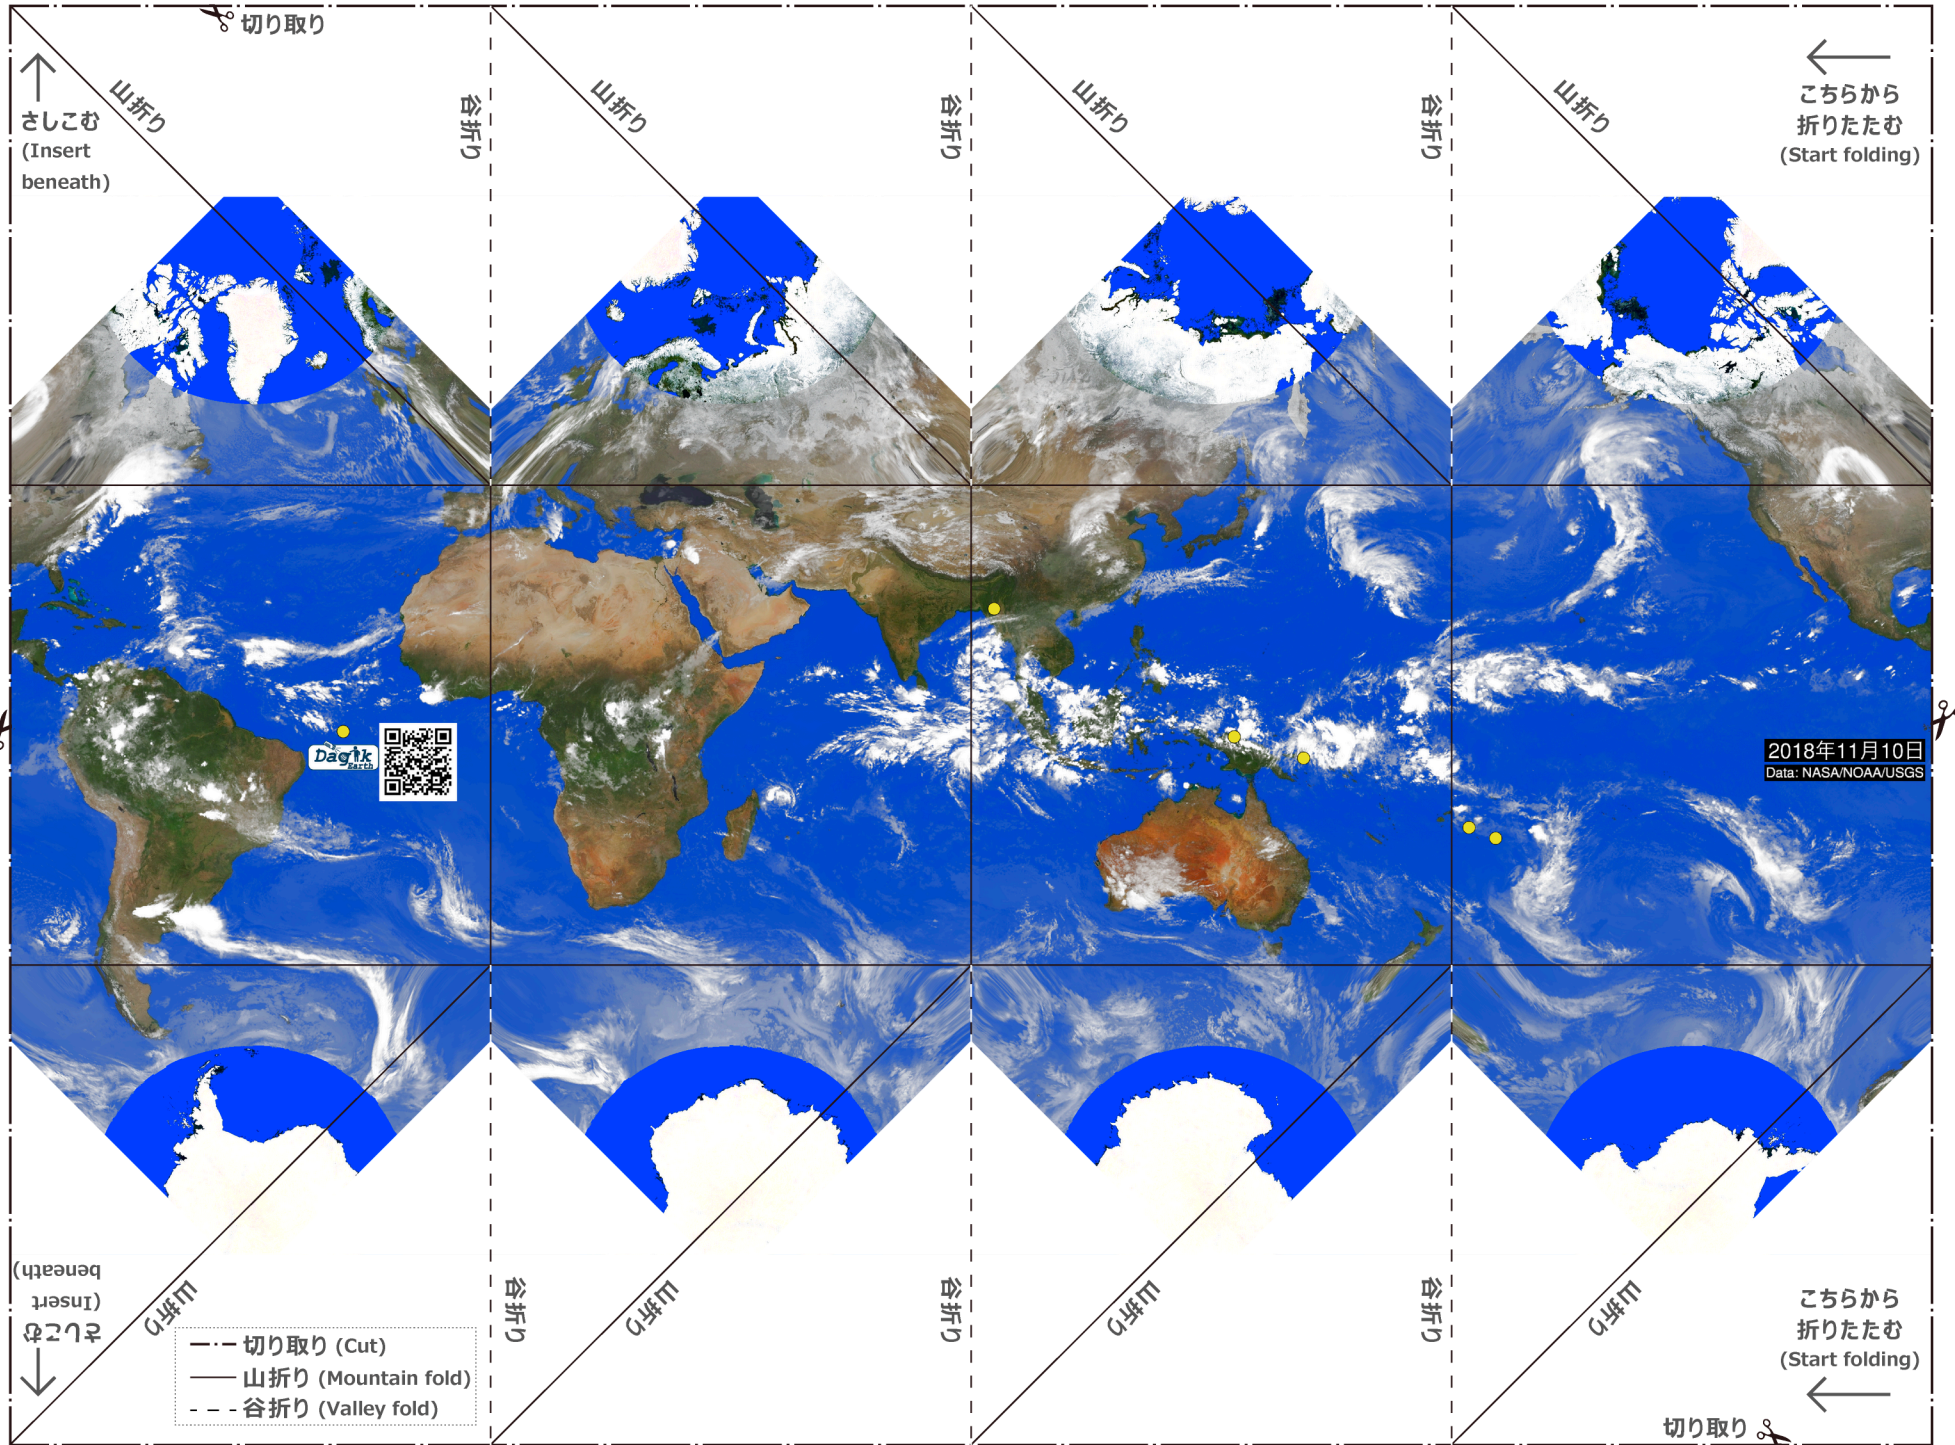 切り取り
さしこむ
(Insert
beneath)
山折り
谷折り
山折り
谷折り
山折り
谷折り
山折り
こちらから
折りたたむ
(Start folding)
Dagik
Earth
2018年11月10日
Data: NASA/NOAA/USGS
さしこむ
(Insert
beneath)
山折り
谷折り
山折り
谷折り
山折り
谷折り
山折り
こちらから
折りたたむ
(Start folding)
切り取り (Cut)
山折り (Mountain fold)
谷折り (Valley fold)
切り取り